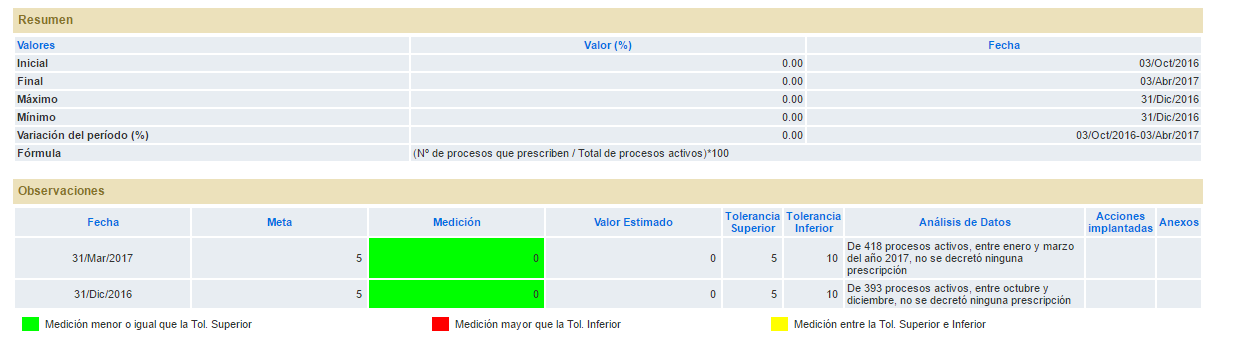 Resumen
Valores Valor (%) Fecha
Inicial 0.00 03/Oct/2016
Final 0.00 03/Abr/2017
Máximo 0.00 31/Dic/2016
Mínimo 0.00 31/Dic/2016
Variación del período (%) 0.00 03/Oct/2016-03/Abr/2017
Fórmula (Nº de procesos que prescriben / Total de procesos activos)*100
Observaciones
Fecha Meta Medición Valor Estimado Tolerancia Superior Tolerancia Inferior Análisis de Datos Acciones implantadas Anexos
31/Mar/2017 5 0 0 5 10 De 418 procesos activos, entre enero y marzo
del año 2017, no se decretó ninguna
prescripción
31/Dic/2016 5 0 0 5 10 De 393 procesos activos, entre octubre y
diciembre, no se decretó ninguna prescripción
Medición menor o igual que la Tol. Superior Medición mayor que la Tol. Inferior Medición entre la Tol. Superior e Inferior